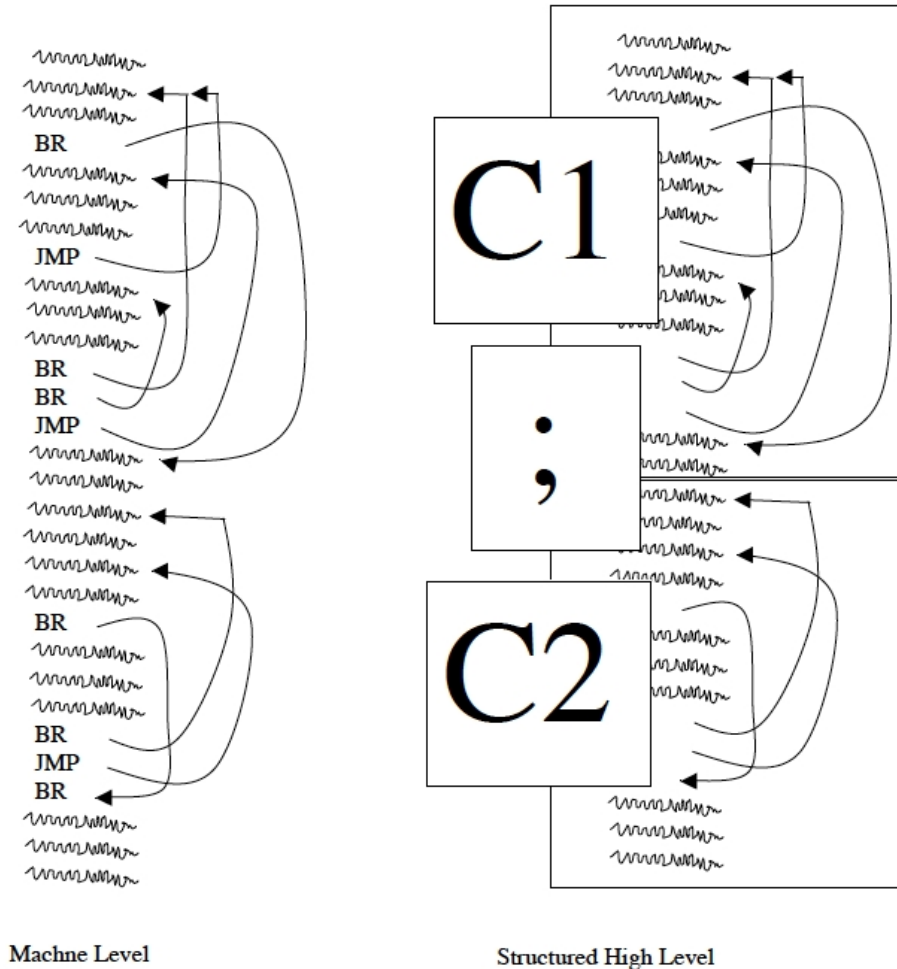 BR
JMP
BR
BR
JMP
BR
BR
JMP
BR
C1
;
C2
Machne Level
Structured High Level